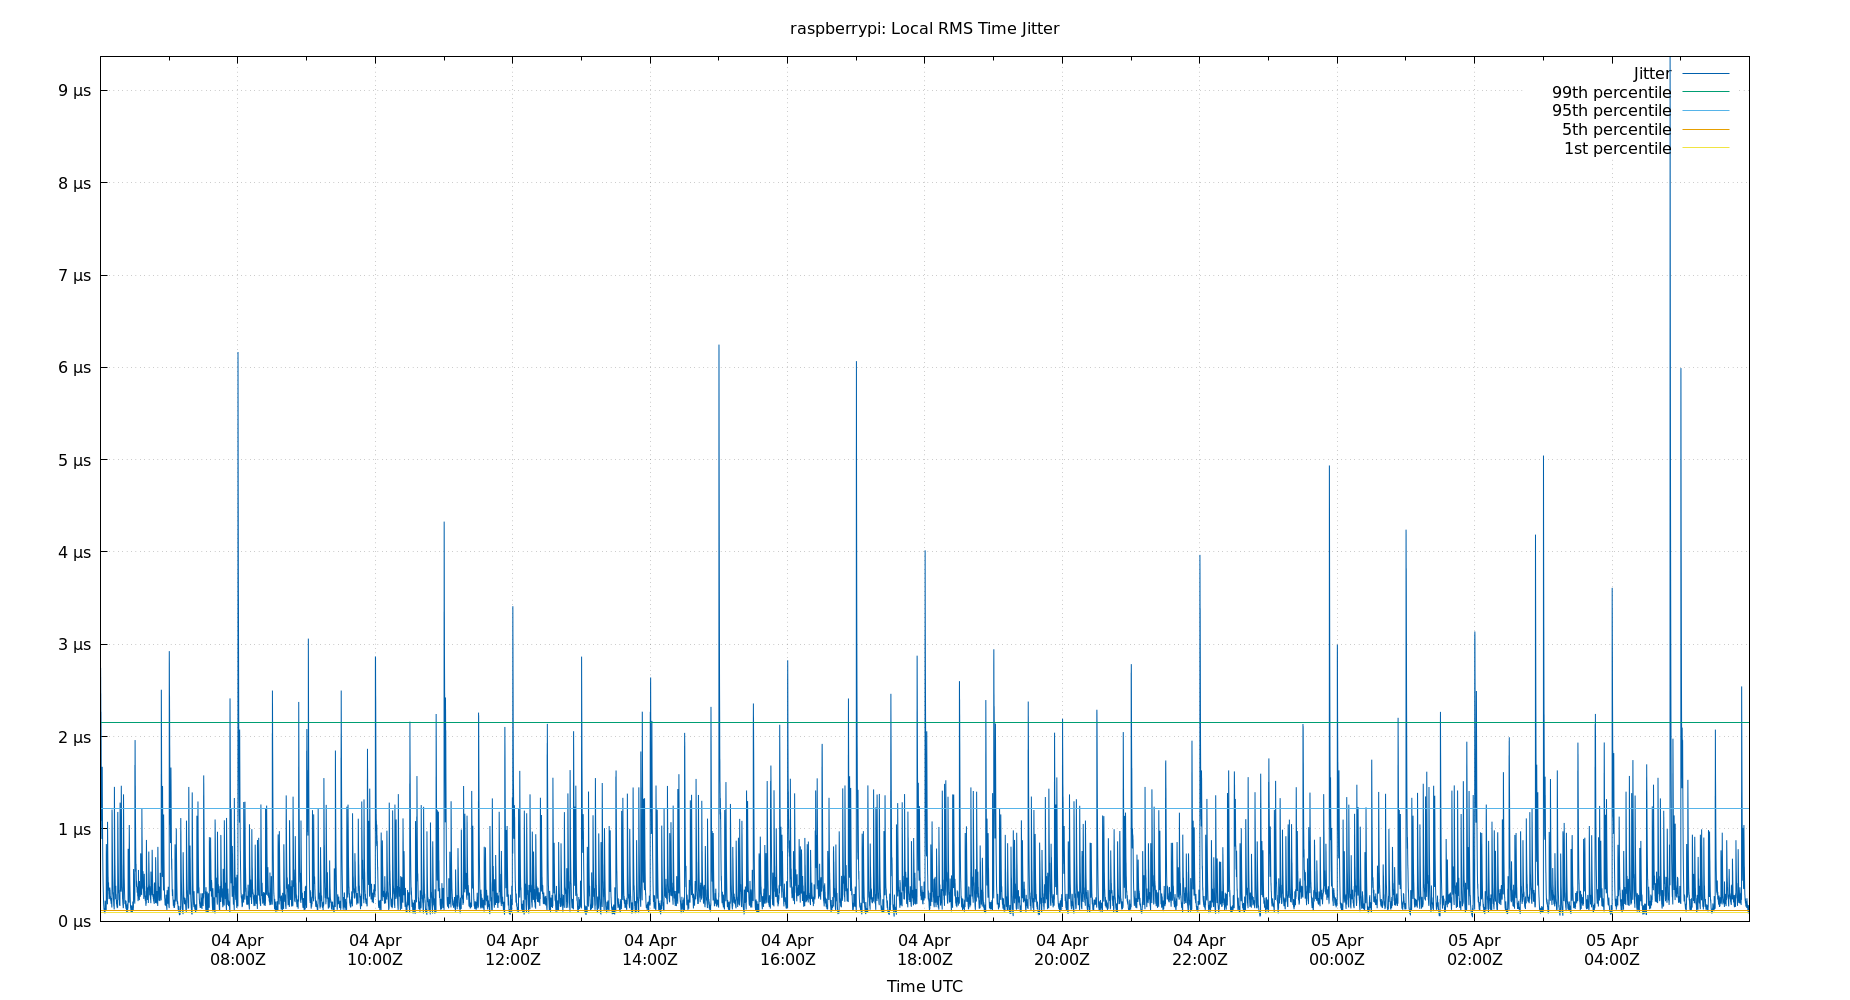 raspberrypi: Local RMS Time Jitter
Jitter
99th percentile
95th percentile
5th percentile
1st percentile
9 µs
8 µs
7 µs
6 µs
5 µs
4 µs
3 µs
2 µs
1 µs
0 µs
04 Apr 04 Apr 04 Apr 04 Apr 04 Apr 04 Apr 04 Apr 04 Apr 05 Apr 05 Apr 05 Apr
08:00Z 10:00Z 12:00Z 14:00Z 16:00Z 18:00Z 20:00Z 22:00Z 00:00Z 02:00Z 04:00Z
Time UTC